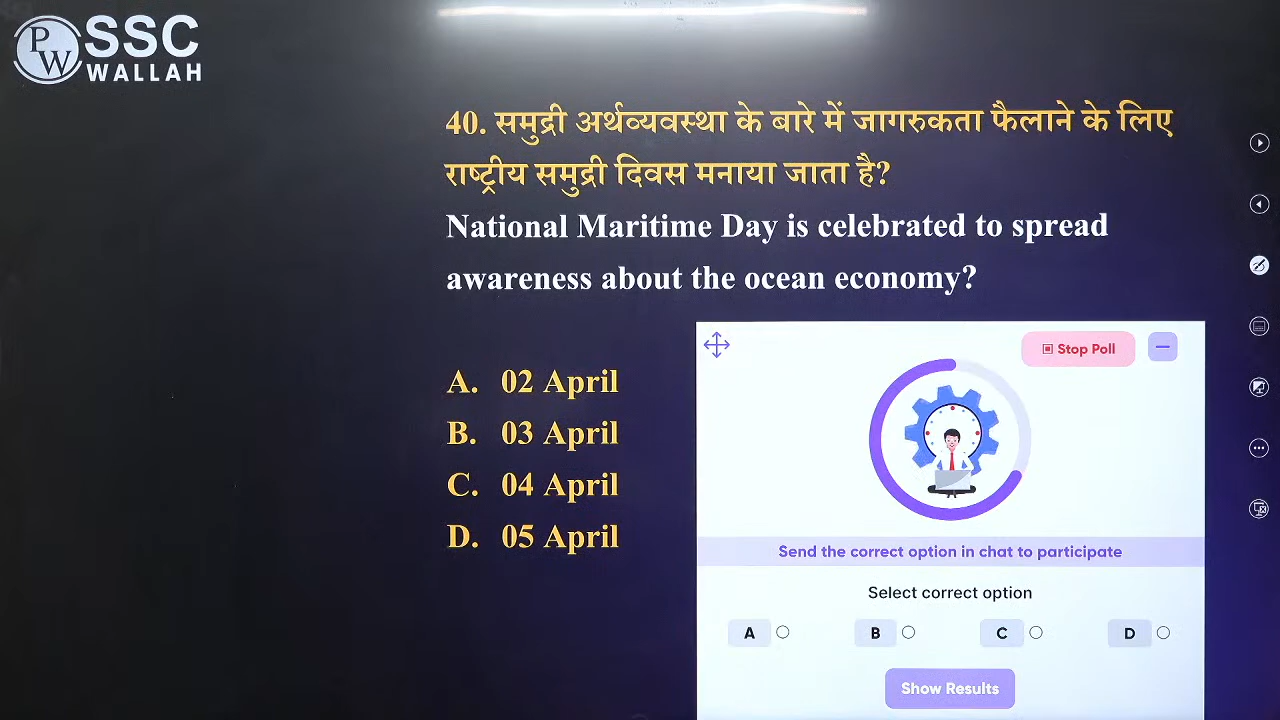 PW SSC
WALLAH
40. समुद्री अर्थव्यवस्था के बारे में जागरुकता फैलाने के लिए
राष्ट्रीय समुद्री दिवस मनाया जाता है?
National Maritime Day is celebrated to spread
awareness about the ocean economy?
A. 02 April
B. 03 April
C. 04 April
D. 05 April
Stop Poll
Send the correct option in chat to participate
Select correct option
A B C D
Show Results